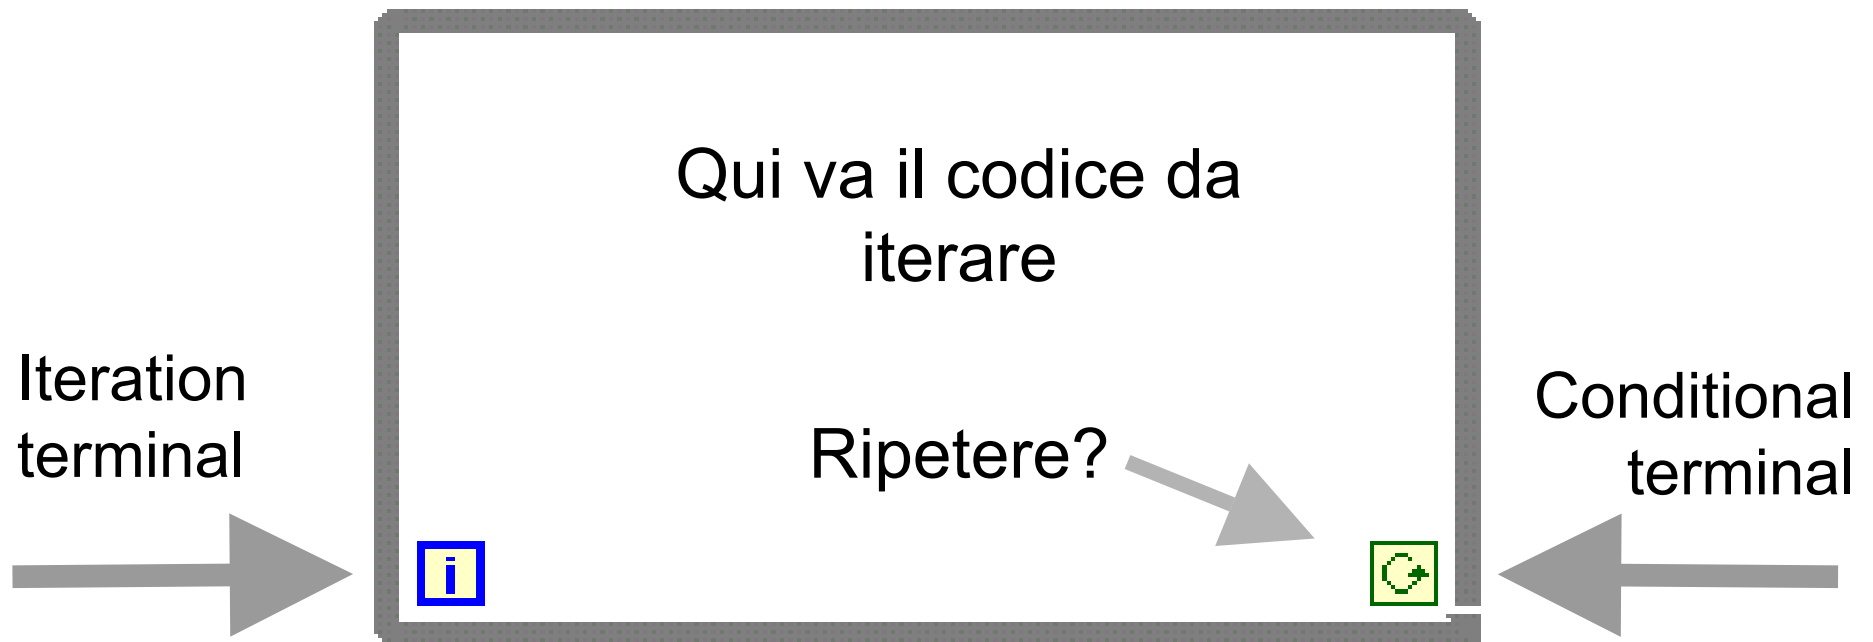 Qui va il codice da
iterare
Iteration
terminal
Ripetere?
Conditional
terminal
i